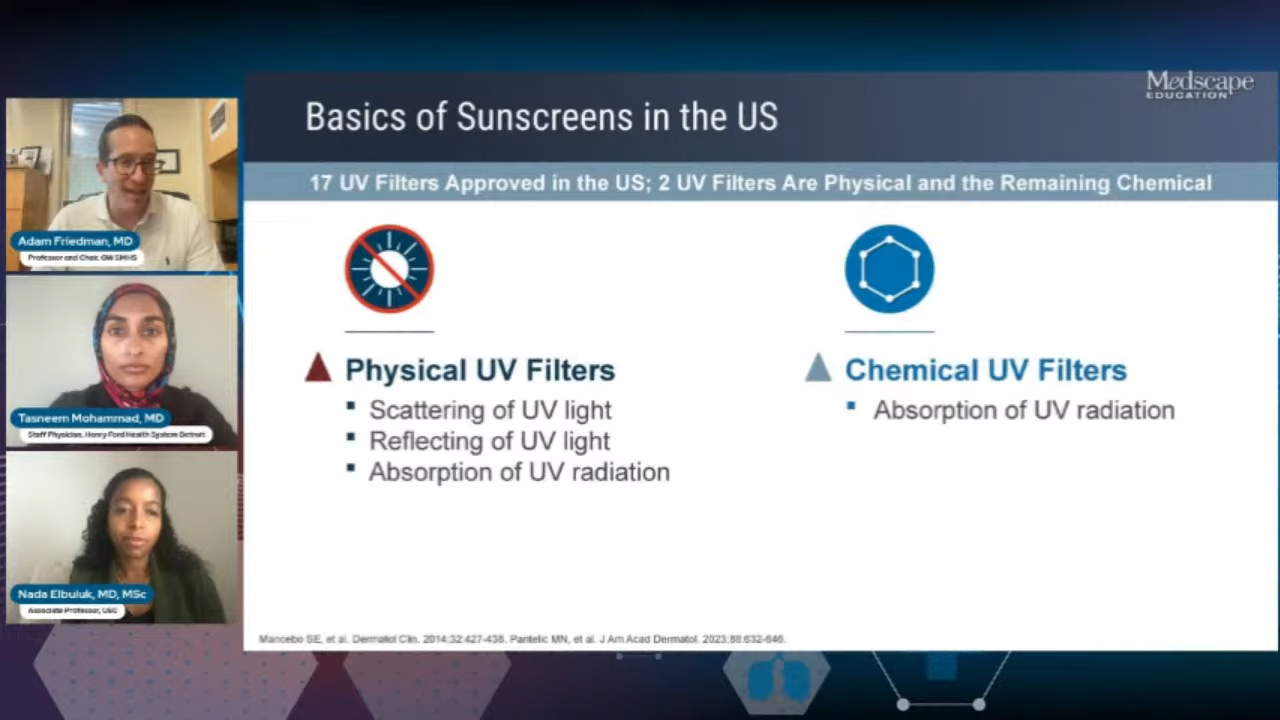 Medscape
EDUCATION
Basics of Sunscreens in the US
17 UV Filters Approved in the US; 2 UV Filters Are Physical and the Remaining Chemical
Adam Friedman, MD
Professor and Chair, GW SMHS
Tasneem Mohammad, MD
Staff Physician, Henry Ford Health System Detroit
Nada Elbuluk, MD, MSc
Associate Professor, USC
Physical UV Filters
Scattering of UV light
Reflecting of UV light
Absorption of UV radiation
Chemical UV Filters
Absorption of UV radiation
Mancebo SE, et al. Dermatol Clin. 2014;32:427-438. Pantelic MN, et al. J Am Acad Dermatol. 2023;88:632-646.